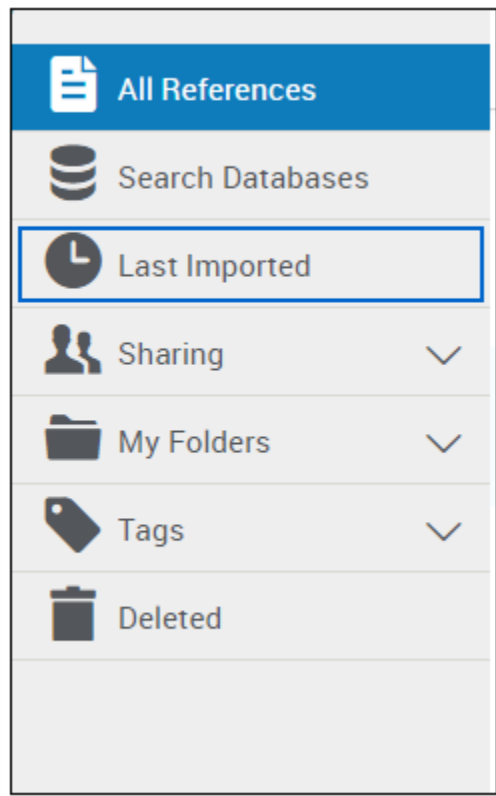 All References
Search Databases
Last Imported
Sharing
My Folders
Tags
Deleted